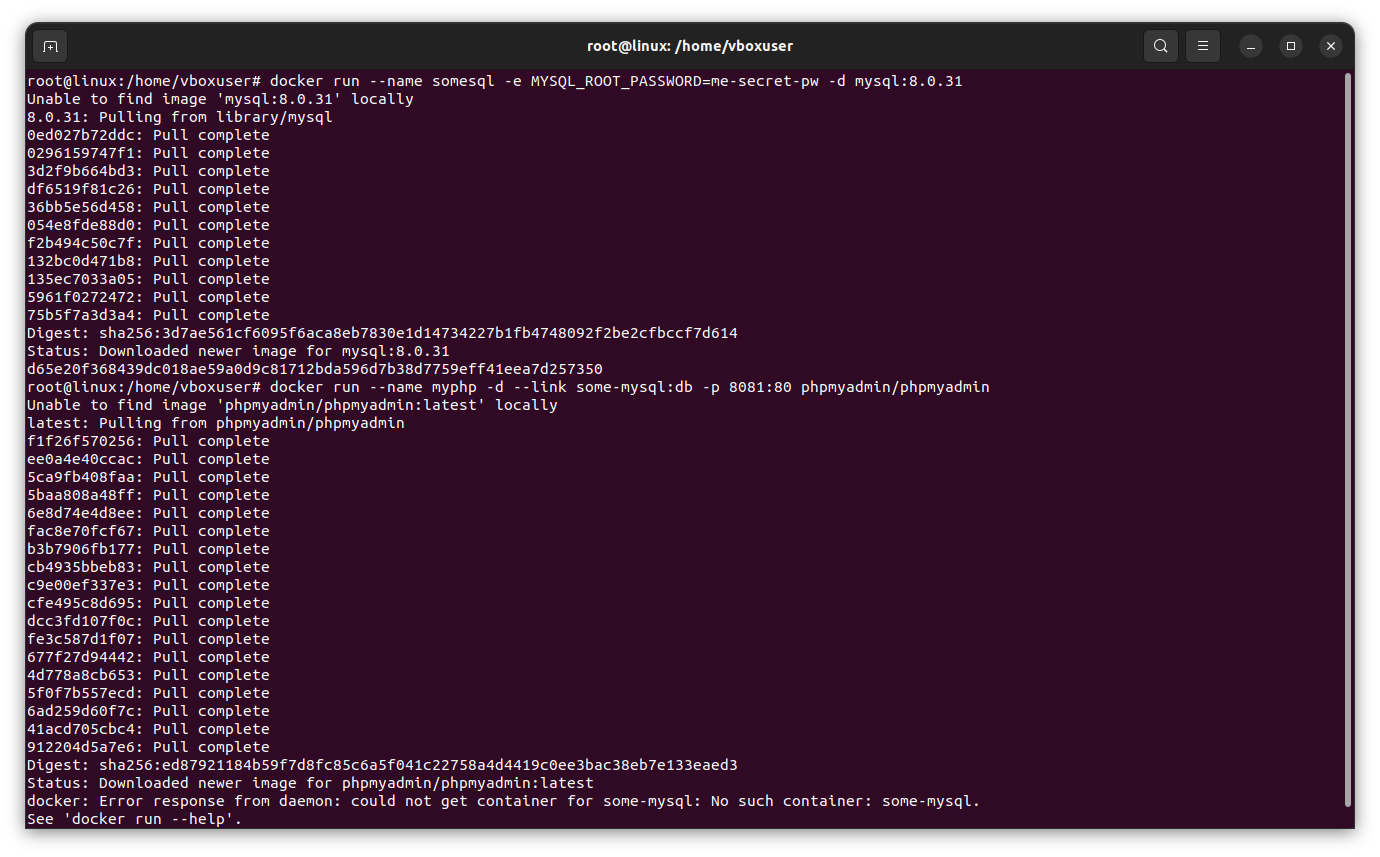 root@linux: /home/vboxuser
root@linux:/home/vboxuser# docker run --name somesql -e MYSQL_ROOT_PASSWORD=me-secret-pw -d mysql:8.0.31
Unable to find image 'mysql:8.0.31' locally
8.0.31: Pulling from library/mysql
0ed027b72ddc: Pull complete
0296159747f1: Pull complete
3d2f9b664bd3: Pull complete
df6519f81c26: Pull complete
36bb5e56d458: Pull complete
054e8fde88d0: Pull complete
f2b494c50c7f: Pull complete
132bc0d471b8: Pull complete
135ec7033a05: Pull complete
5961f0272472: Pull complete
75b5f7a3d3a4: Pull complete
Digest: sha256:3d7ae561cf6095f6aca8eb7830e1d14734227b1fb4748092f2be2cfbccf7d614
Status: Downloaded newer image for mysql:8.0.31
d65e20f368439dc018ae59a0d9c81712bda596d7b38d7759eff41eea7d257350
root@linux:/home/vboxuser# docker run --name myphp -d --link some-mysql:db -p 8081:80 phpmyadmin/phpmyadmin
Unable to find image 'phpmyadmin/phpmyadmin:latest' locally
latest: Pulling from phpmyadmin/phpmyadmin
f1f26f570256: Pull complete
ee0a4e40ccac: Pull complete
5ca9fb408faa: Pull complete
5baa808a48ff: Pull complete
6e8d74e4d8ee: Pull complete
fac8e70fcf67: Pull complete
b3b7906fb177: Pull complete
cb4935bbeb83: Pull complete
c9e00ef337e3: Pull complete
cfe495c8d695: Pull complete
dcc3fd107f0c: Pull complete
fe3c587d1f07: Pull complete
677f27d94442: Pull complete
4d778a8cb653: Pull complete
5f0f7b557ecd: Pull complete
6ad259d60f7c: Pull complete
41acd705cbc4: Pull complete
912204d5a7e6: Pull complete
Digest: sha256:ed87921184b59f7d8fc85c6a5f041c22758a4d4419c0ee3bac38eb7e133eaed3
Status: Downloaded newer image for phpmyadmin/phpmyadmin:latest
docker: Error response from daemon: could not get container for some-mysql: No such container: some-mysql.
See 'docker run --help'.